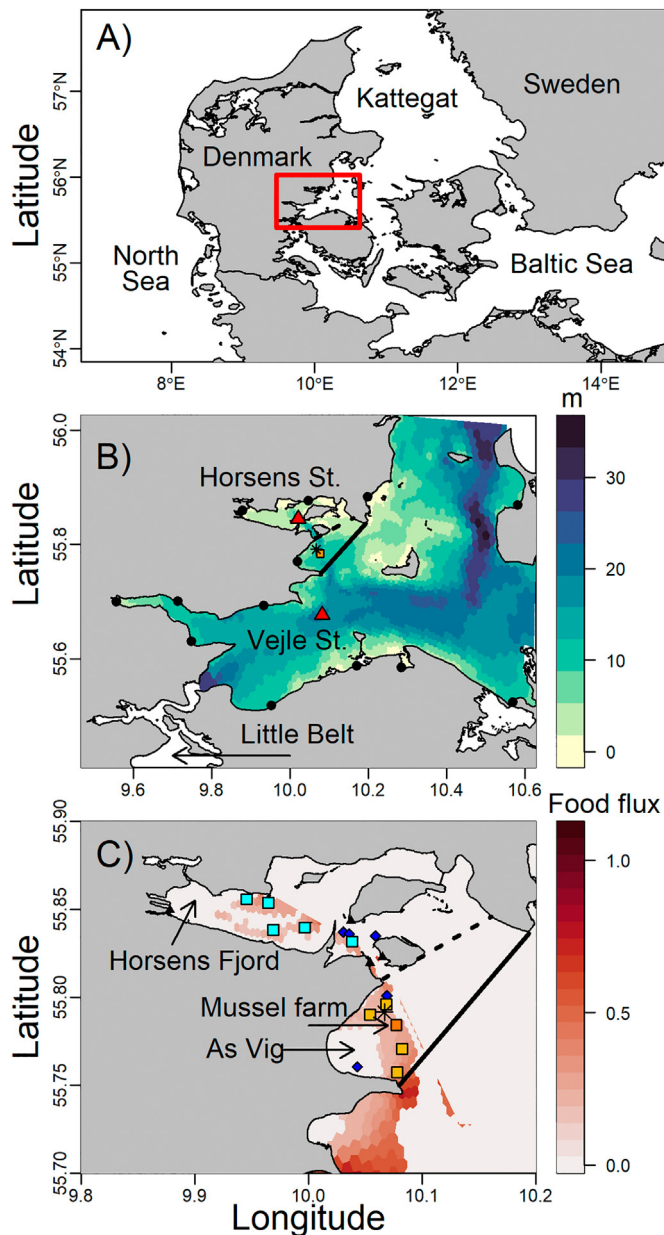 A)
Sweden
Kattegat
Denmark
North
Sea
Baltic Sea
Latitude
57°N
56°N
55°N
54°N
8°E
10°E
12°E
14°E
m
B)
Horsens St.
Vejle St.
Little Belt
Latitude
56.0
55.8
55.6
9.6
9.8
10.0
10.2
10.4
10.6
30
20
10
0
Food flux
C)
Horsens Fjord
Mussel farm
As Vig
Latitude
55.90
55.85
55.80
55.75
55.70
9.8
9.9
10.0
10.1
10.2
Longitude
1.0
0.5
0.0